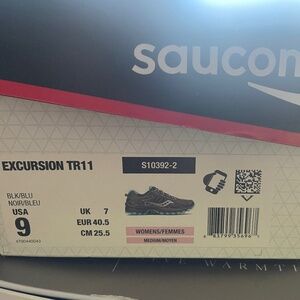 saucon
EXCURSION TR11
S10392-2
BLK/BLU
NOIR/BLEU
USA
9
UK 7
EUR 40.5
CM 25.5
WOMENS/FEMMES
MEDIUM/MOYEN
WARMTH